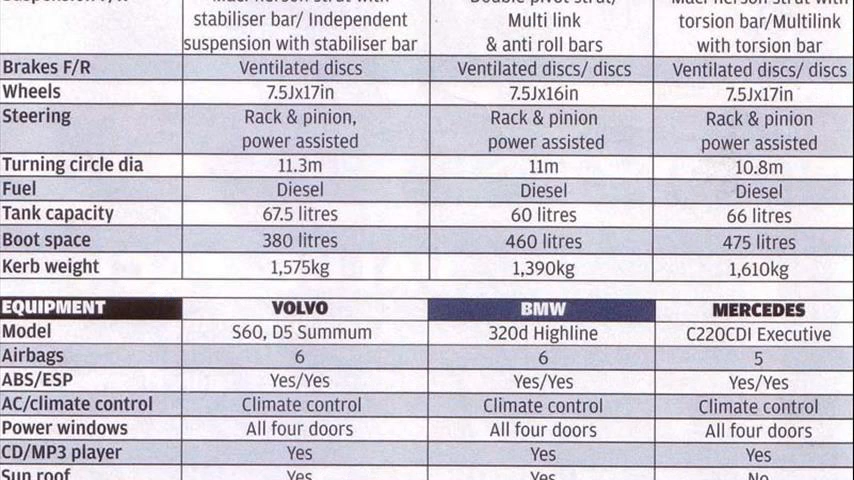 stabiliser bar/ Independent Multi link torsion bar/Multilink
suspension with stabiliser bar & anti roll bars with torsion bar
Brakes F/R Ventilated discs Ventilated discs/ discs Ventilated discs/ discs
Wheels 7.5Jx17in 7.5Jx16in 7.5Jx17in
Steering Rack & pinion, Rack & pinion Rack & pinion
power assisted power assisted power assisted
Turning circle dia 11.3m 11m 10.8m
Fuel Diesel Diesel Diesel
Tank capacity 67.5 litres 60 litres 66 litres
Boot space 380 litres 460 litres 475 litres
Kerb weight 1,575kg 1,390kg 1,610kg
EQUIPMENT VOLVO BMW MERCEDES
Model S60, D5 Summum 320d Highline C220CDI Executive
Airbags 6 6 5
ABS/ESP Yes/Yes Yes/Yes Yes/Yes
AC/climate control Climate control Climate control Climate control
Power windows All four doors All four doors All four doors
CD/MP3 player Yes Yes Yes
Sun roof Yes Yes No